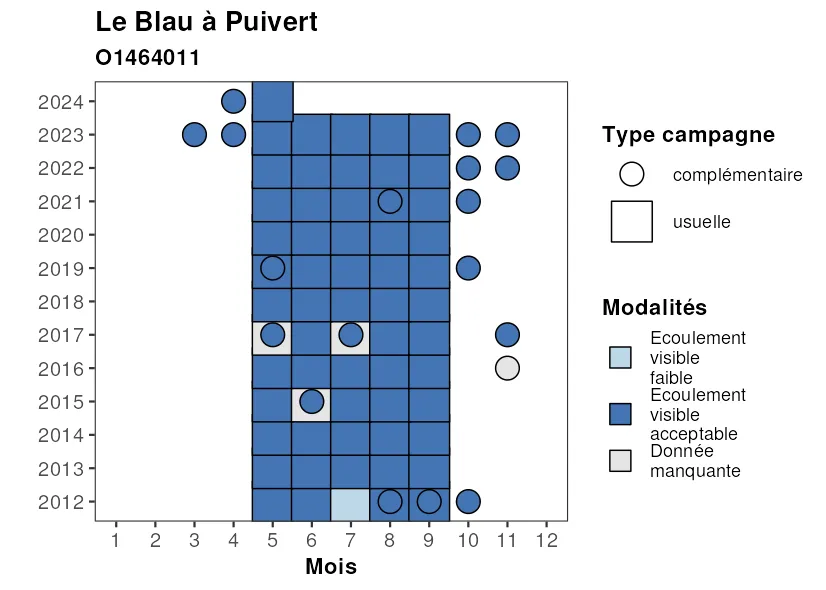 Le Blau à Puivert
O1464011
2024
2023
2022
2021
2020
2019
2018
2017
2016
2015
2014
2013
2012
1 2 3 4 5 6 7 8 9 10 11 12
Mois
Type campagne
complémentaire
usuelle
Modalités
Ecoulement
visible
faible
Ecoulement
visible
acceptable
Donnée
manquante